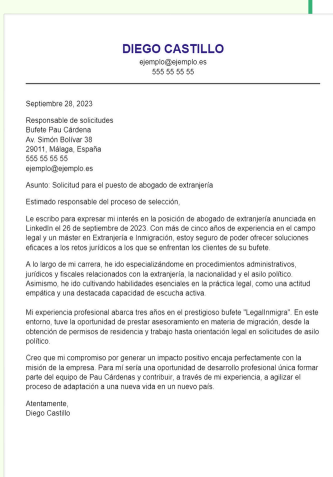 DIEGO CASTILLO
ejemplo@ejemplo.es
555 55 55 55
Septiembre 28, 2023
Responsable de solicitudes
Bufete Pau Cárdena
Av. Simón Bolívar 38
29011, Málaga, España
555 55 55 55
ejemplo@ejemplo.es
Asunto: Solicitud para el puesto de abogado de extranjería
Estimado responsable del proceso de selección,
Le escribo para expresar mi interés en la posición de abogado de extranjería anunciada en
LinkedIn el 26 de septiembre de 2023. Con más de cinco años de experiencia en el campo
legal y un máster en Extranjería e Inmigración, estoy seguro de poder ofrecer soluciones
eficaces a los retos jurídicos a los que se enfrentan los clientes de su bufete.
A lo largo de mi carrera, he ido especializándome en procedimientos administrativos,
jurídicos y fiscales relacionados con la extranjería, la nacionalidad y el asilo político.
Asimismo, he ido cultivando habilidades esenciales en la práctica legal, como una actitud
empática y una destacada capacidad de escucha activa.
Mi experiencia profesional abarca tres años en el prestigioso bufete "LegalInmigra". En este
entorno, tuve la oportunidad de prestar asesoramiento en materia de migración, desde la
obtención de permisos de residencia y trabajo hasta orientación legal en solicitudes de asilo
político.
Creo que mi compromiso por generar un impacto positivo encaja perfectamente con la
misión de la empresa. Para mí sería una oportunidad de desarrollo profesional única formar
parte del equipo de Pau Cárdenas y contribuir, a través de mi experiencia, a agilizar el
proceso de adaptación a una nueva vida en un nuevo país.
Atentamente,
Diego Castillo